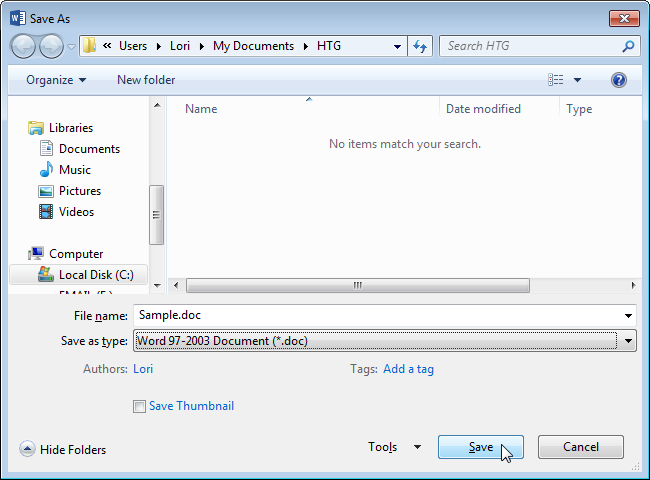 Save As
« Users ▸ Lori ▸ My Documents ▸ HTG
Search HTG
Organize
New folder
Name
Date modified
Type
No items match your search.
Libraries
Documents
Music
Pictures
Videos
Computer
Local Disk (C:)
File name: Sample.doc
Save as type: Word 97-2003 Document (*.doc)
Authors: Lori
Tags: Add a tag
Save Thumbnail
Hide Folders
Tools
Save
Cancel